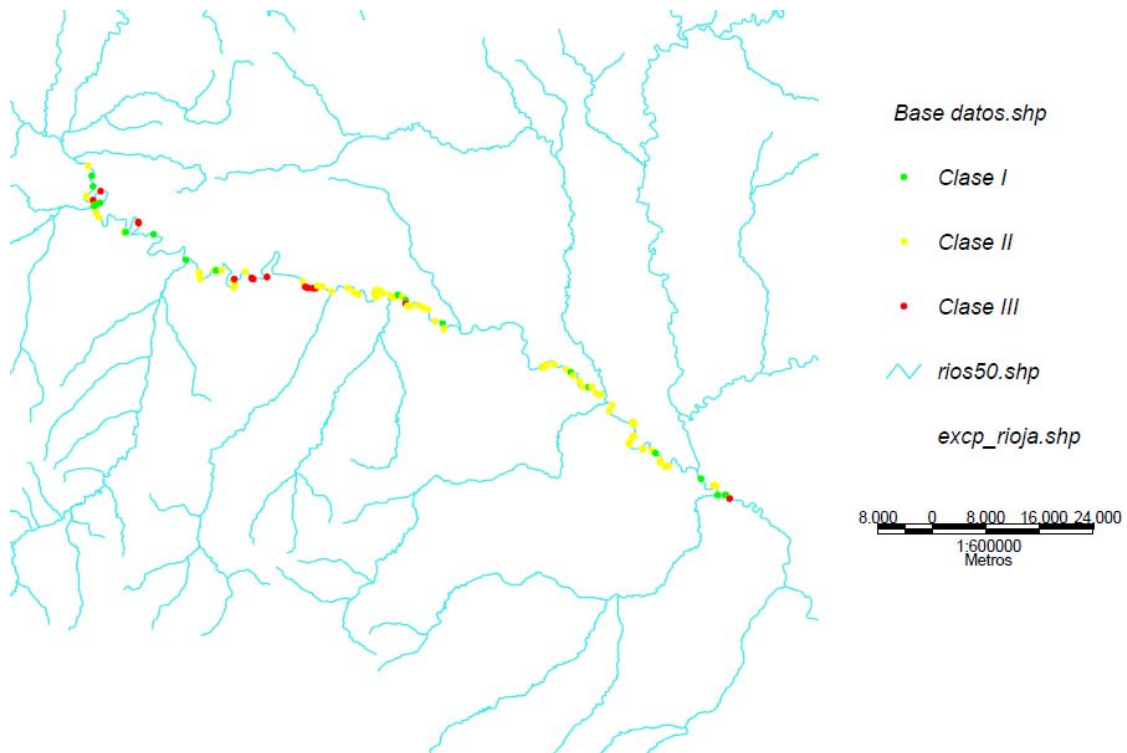 Base datos.shp
Clase I
Clase II
Clase III
rios50.shp
excp_rioja.shp
8.000 0 8.000 16.000 24.000
1:600000
Metros